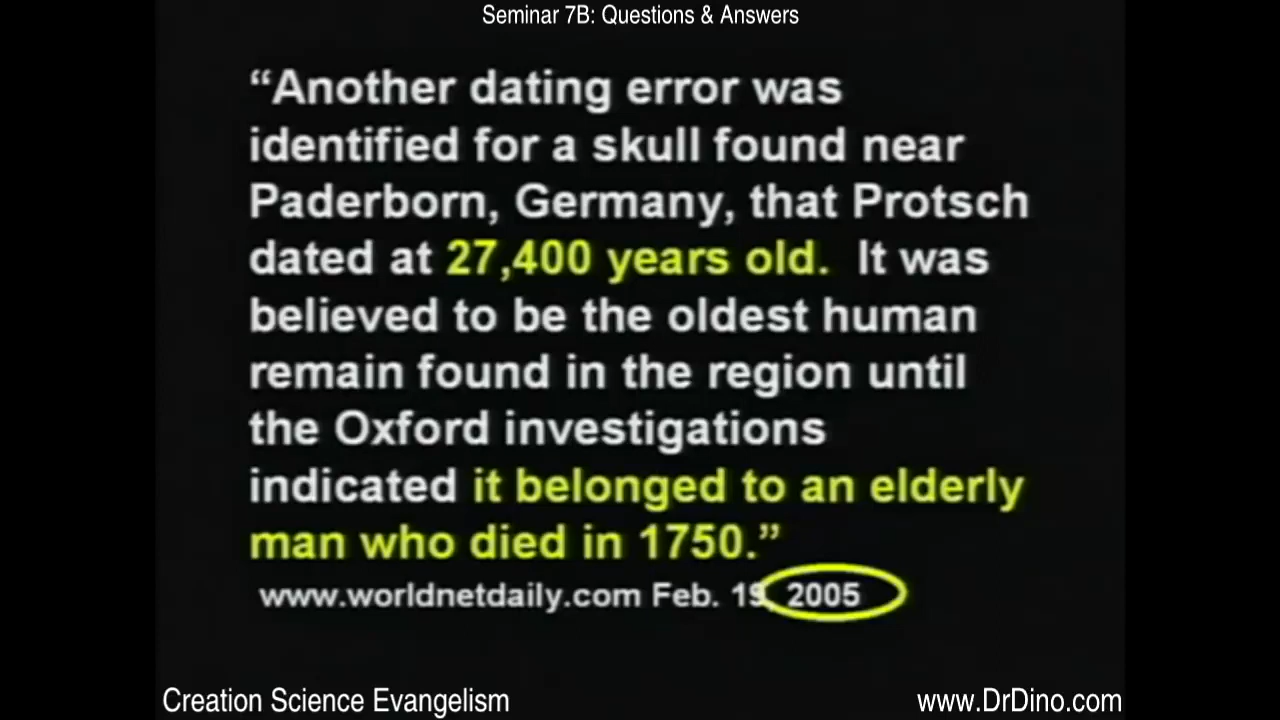 Seminar 7B: Questions & Answers
“Another dating error was
identified for a skull found near
Paderborn, Germany, that Protsch
dated at 27,400 years old.  It was
believed to be the oldest human
remain found in the region until
the Oxford investigations
indicated it belonged to an elderly
man who died in 1750.”
www.worldnetdaily.com Feb. 19, 2005
Creation Science Evangelism
www.DrDino.com